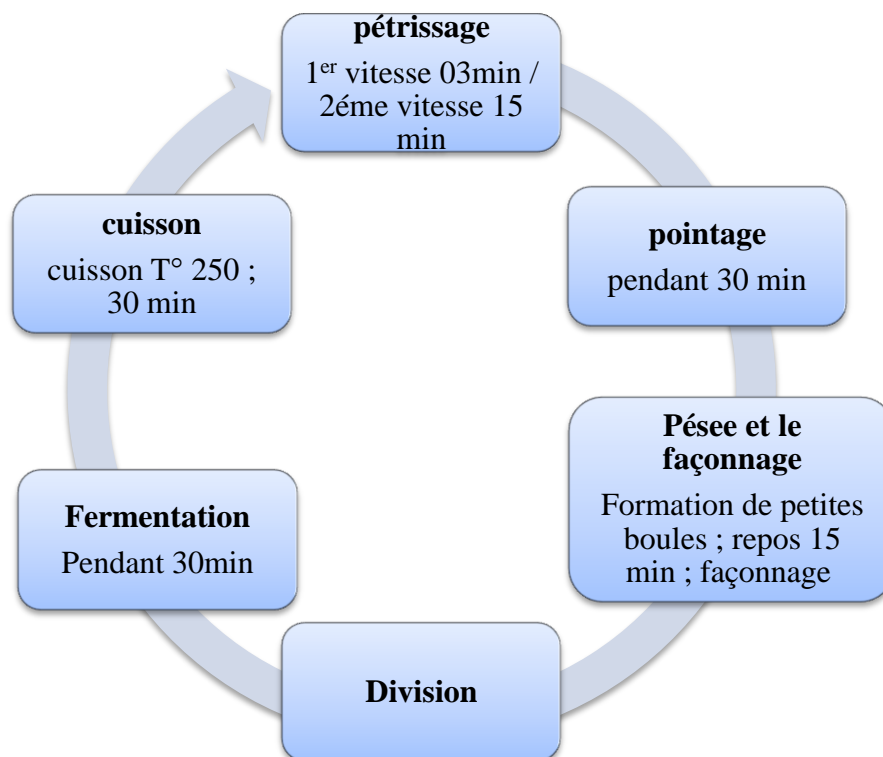 pétrissage
1er vitesse 03min /
2éme vitesse 15
min
pointage
pendant 30 min
Pésee et le
façonnage
Formation de petites
boules ; repos 15
min ; façonnage
Division
Fermentation
Pendant 30min
cuisson
cuisson T° 250 ;
30 min